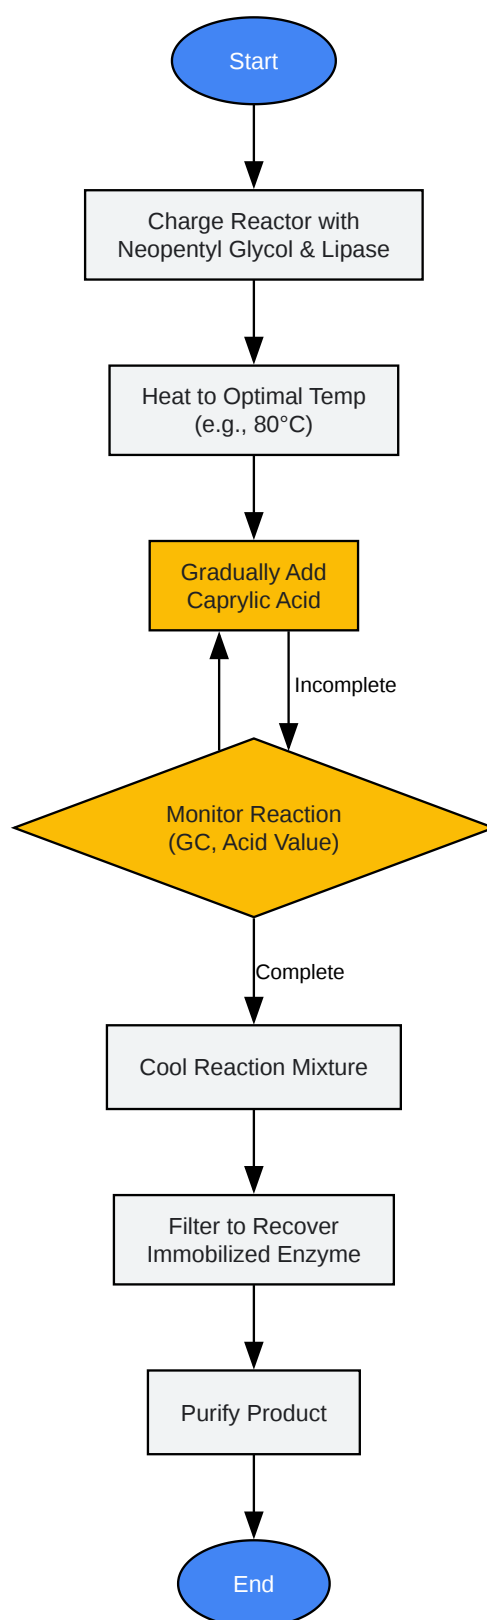 Start
Charge Reactor with
Neopentyl Glycol & Lipase
Heat to Optimal Temp
(e.g., 80°C)
Gradually Add
Caprylic Acid
Incomplete
Monitor Reaction
(GC, Acid Value)
Complete
Cool Reaction Mixture
Filter to Recover
Immobilized Enzyme
Purify Product
End